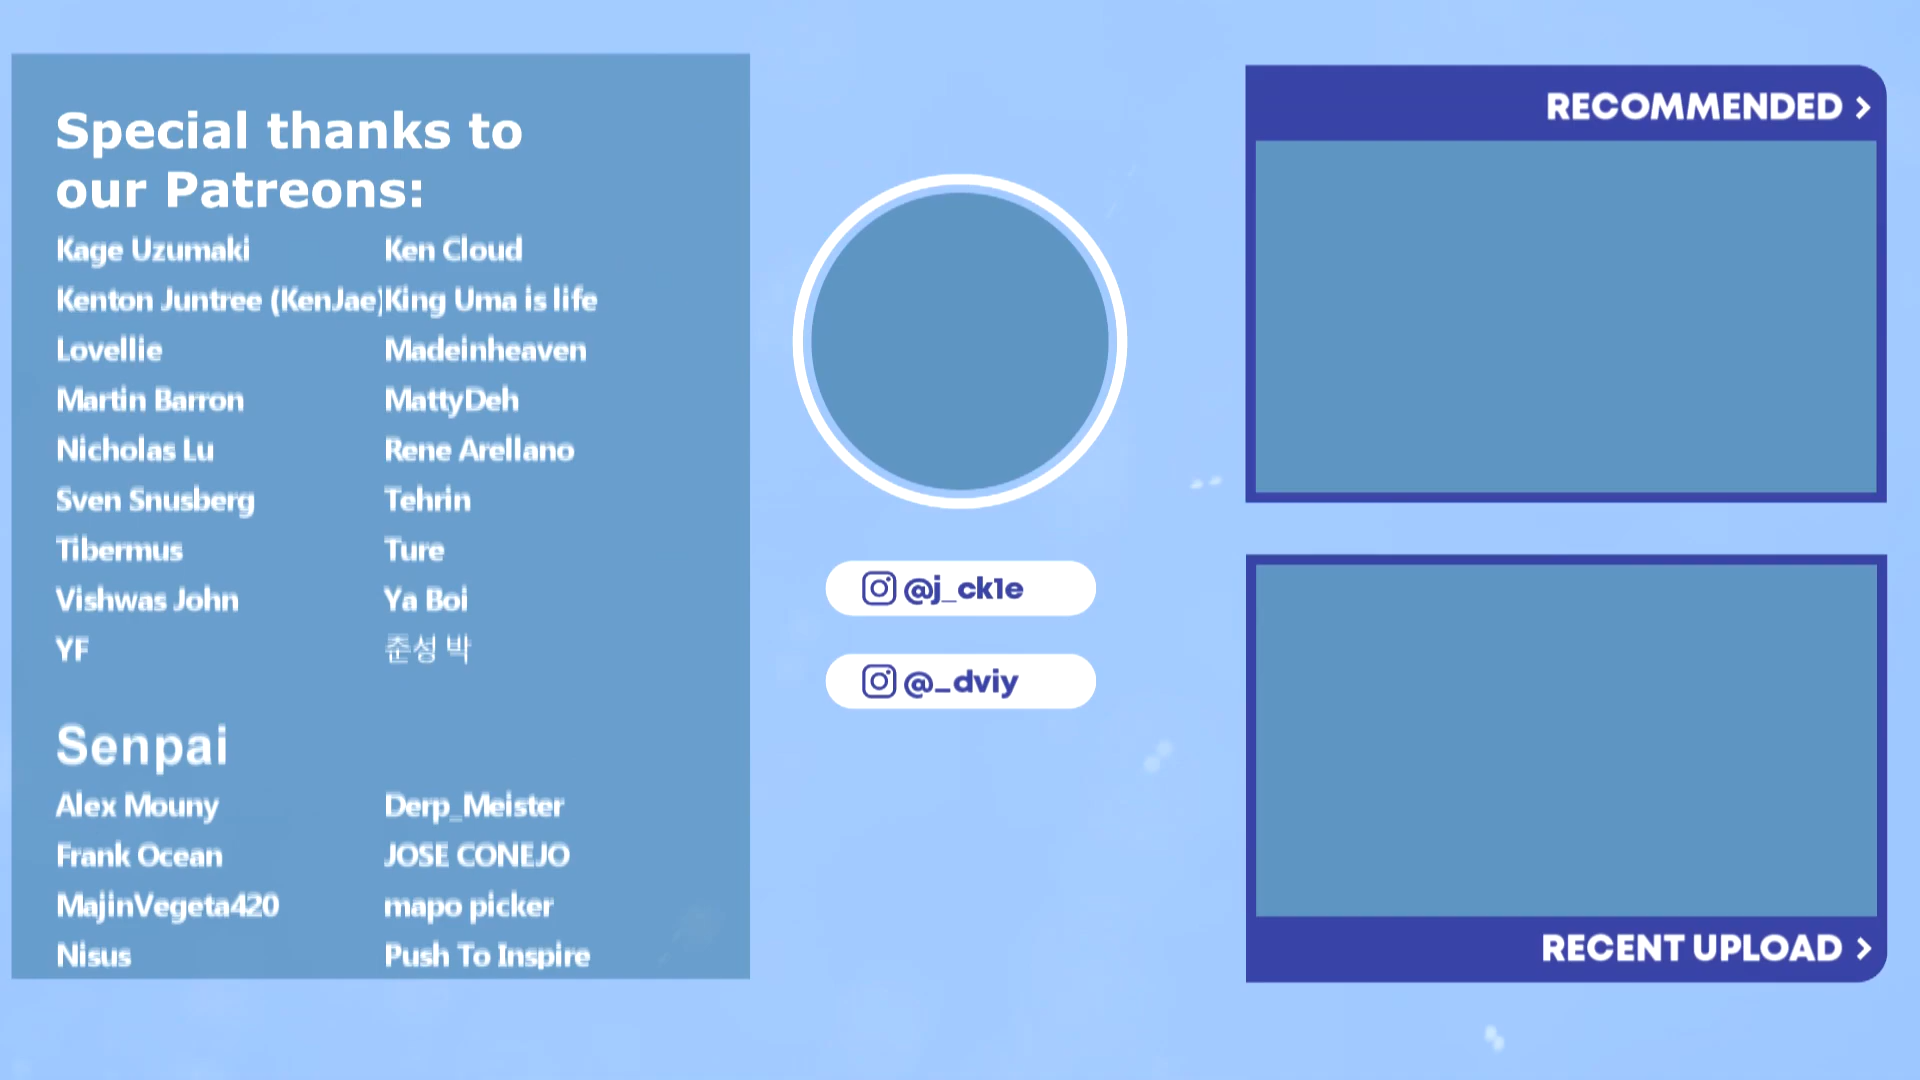 Special thanks to
our Patreons:
Kage Uzumaki
Ken Cloud
Kenton Juntree (KenJae)
King Uma is life
Lovellie
Madeinheaven
Martin Barron
MattyDeh
Nicholas Lu
Rene Arellano
Sven Snusberg
Tehrin
Tibermus
Ture
Vishwas John
Ya Boi
YF
춘성 박
Senpai
Alex Mouny
Derp_Meister
Frank Ocean
JOSE CONEJO
MajinVegeta420
mapo picker
Nisus
Push To Inspire
@j_ck1e
@_dviy
RECOMMENDED >
RECENT UPLOAD >